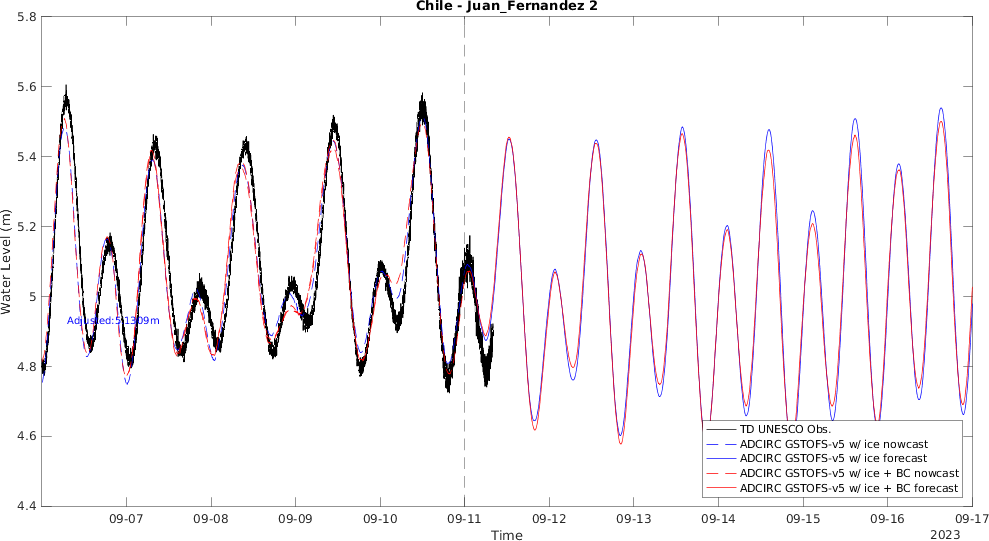 Chile - Juan_Fernandez 2
Water Level (m)
5.8
5.6
5.4
5.2
5
4.8
4.6
4.4
Adjusted:5.1309m
TD UNESCO Obs.
ADCIRC GSTOFS-v5 w/ ice nowcast
ADCIRC GSTOFS-v5 w/ ice forecast
ADCIRC GSTOFS-v5 w/ ice + BC nowcast
ADCIRC GSTOFS-v5 w/ ice + BC forecast
09-07 09-08 09-09 09-10 09-11 09-12 09-13 09-14 09-15 09-16 09-17
Time
2023